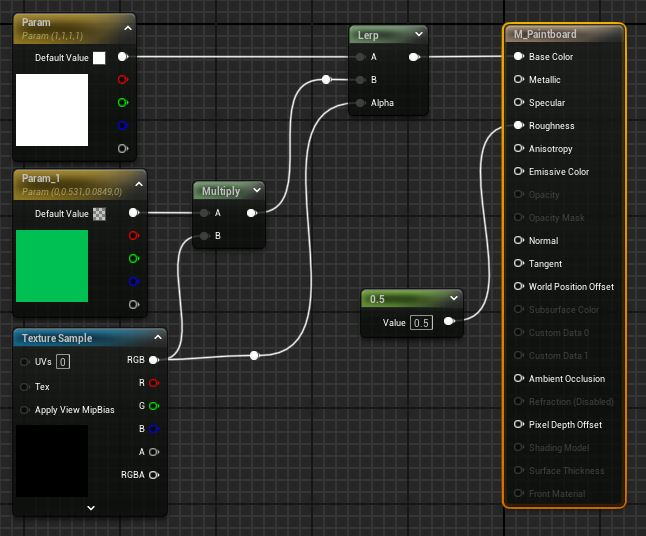 Param
Param (1,1,1,1)
Default Value
Param_1
Param (0,0.531,0.0849,0)
Default Value
Texture Sample
UVs 0 RGB
R
Tex
G
Apply View MipBias
B
A
RGBA
Multiply
A
B
Lerp
A
B
Alpha
0.5
Value 0.5
M_Paintboard
Base Color
Metallic
Specular
Roughness
Anisotropy
Emissive Color
Opacity
Opacity Mask
Normal
Tangent
World Position Offset
Subsurface Color
Custom Data 0
Custom Data 1
Ambient Occlusion
Refraction (Disabled)
Pixel Depth Offset
Shading Model
Surface Thickness
Front Material